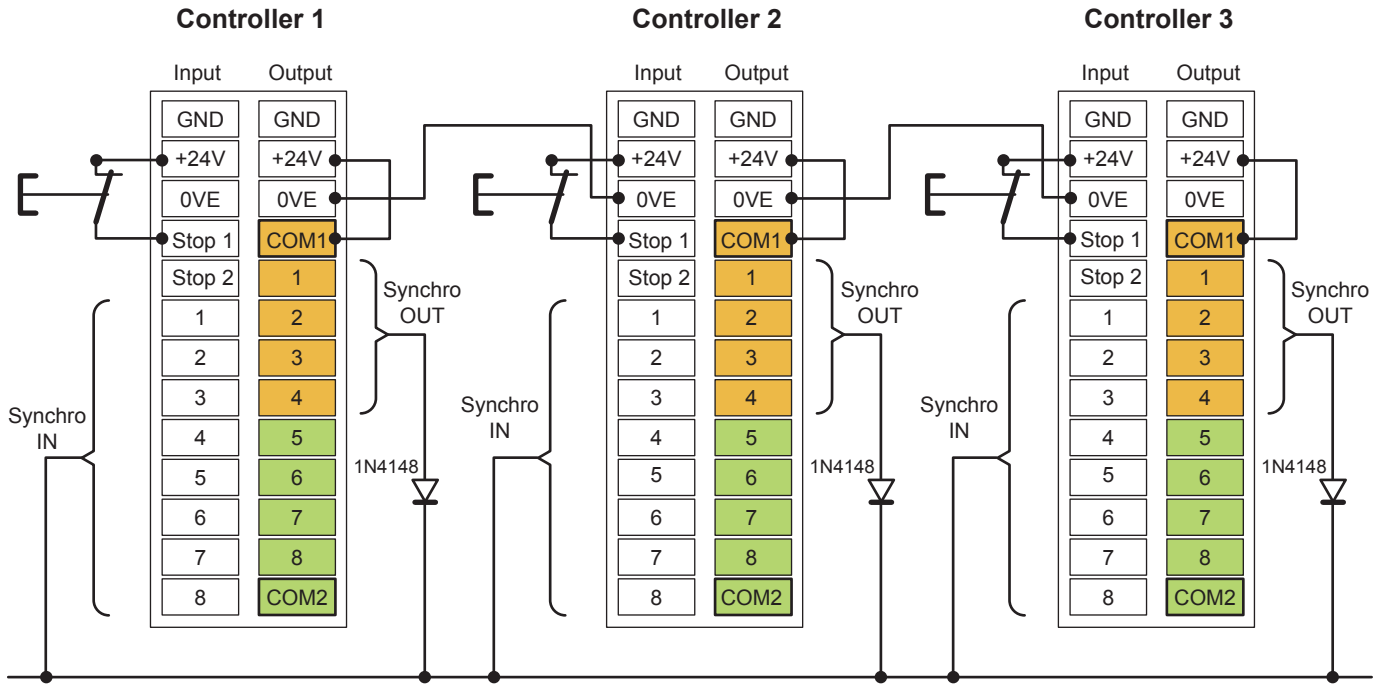 Controller 1
Input Output
GND GND
+24V +24V
0VE 0VE
Stop 1 COM1
Stop 2 1
1 2
2 3
3 4
4 5
5 6
6 7
7 8
8 COM2
Synchro
IN
Synchro
OUT
1N4148
Controller 2
Input Output
GND GND
+24V +24V
0VE 0VE
Stop 1 COM1
Stop 2 1
1 2
2 3
3 4
4 5
5 6
6 7
7 8
8 COM2
Synchro
IN
Synchro
OUT
1N4148
Controller 3
Input Output
GND GND
+24V +24V
0VE 0VE
Stop 1 COM1
Stop 2 1
1 2
2 3
3 4
4 5
5 6
6 7
7 8
8 COM2
Synchro
IN
Synchro
OUT
1N4148